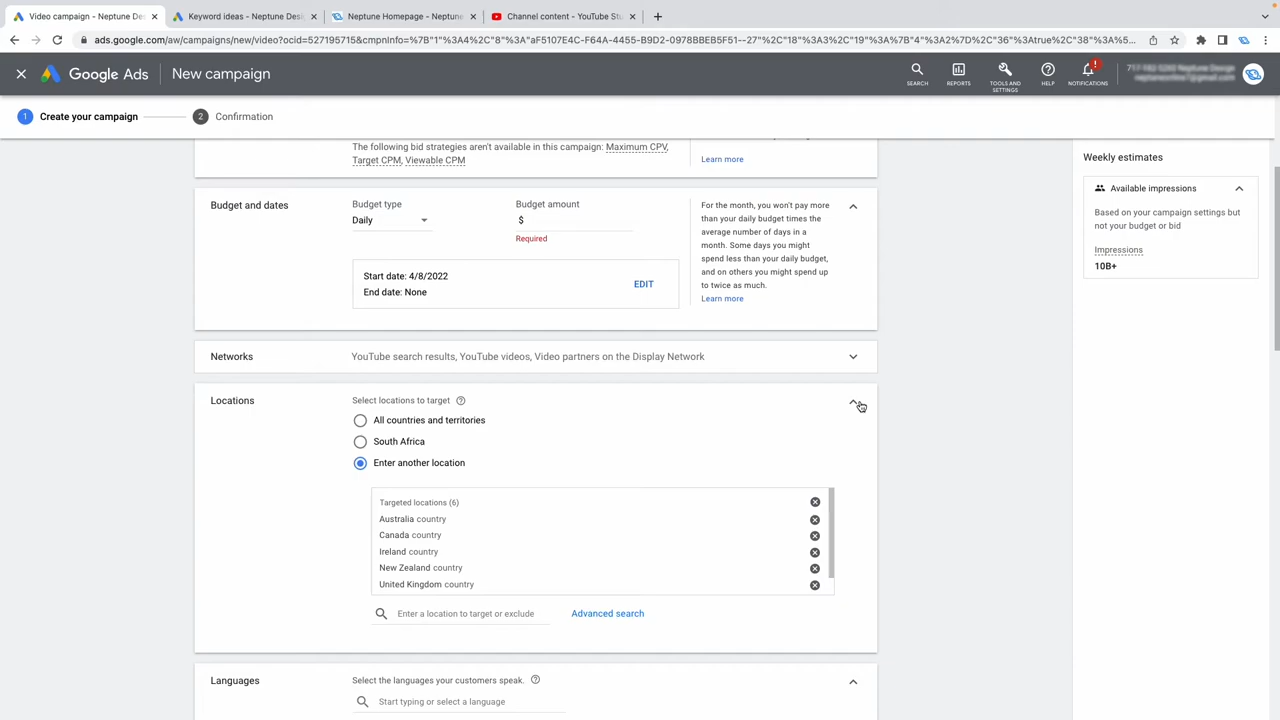 Video campaign - Neptune De
Keyword ideas - Neptune Desi
Neptune Homepage - Neptune
Channel content - YouTube Stu
ads.google.com/aw/campaigns/new/video?ocid=527195715&cmpnInfo=%7B"1"%3A4%2C"8"%3A"aF5107E4C-F64A-4455-B9D2-0978BBEB5F51--27"%2C"18"%3A3%2C"19"%3A%7B"4"%3A2%7D%2C"36"%3Atrue%2C"38"%3A%5...
Google Ads
New campaign
SEARCH
REPORTS
TOOLS AND
SETTINGS
HELP
!
NOTIFICATIONS
1 Create your campaign
2 Confirmation
The following bid strategies aren't available in this campaign: Maximum CPV,
Target CPM, Viewable CPM
Learn more
Budget and dates
Budget type
Daily
Budget amount
$
Required
Start date: 4/8/2022
End date: None
EDIT
For the month, you won't pay more
than your daily budget times the
average number of days in a
month. Some days you might
spend less than your daily budget,
and on others you might spend up
to twice as much.
Learn more
Networks
YouTube search results, YouTube videos, Video partners on the Display Network
Locations
Select locations to target
All countries and territories
South Africa
Enter another location
Targeted locations (6)
Australia country
Canada country
Ireland country
New Zealand country
United Kingdom country
Enter a location to target or exclude
Advanced search
Languages
Select the languages your customers speak.
Start typing or select a language
Weekly estimates
Available impressions
Based on your campaign settings but
not your budget or bid
Impressions
10B+